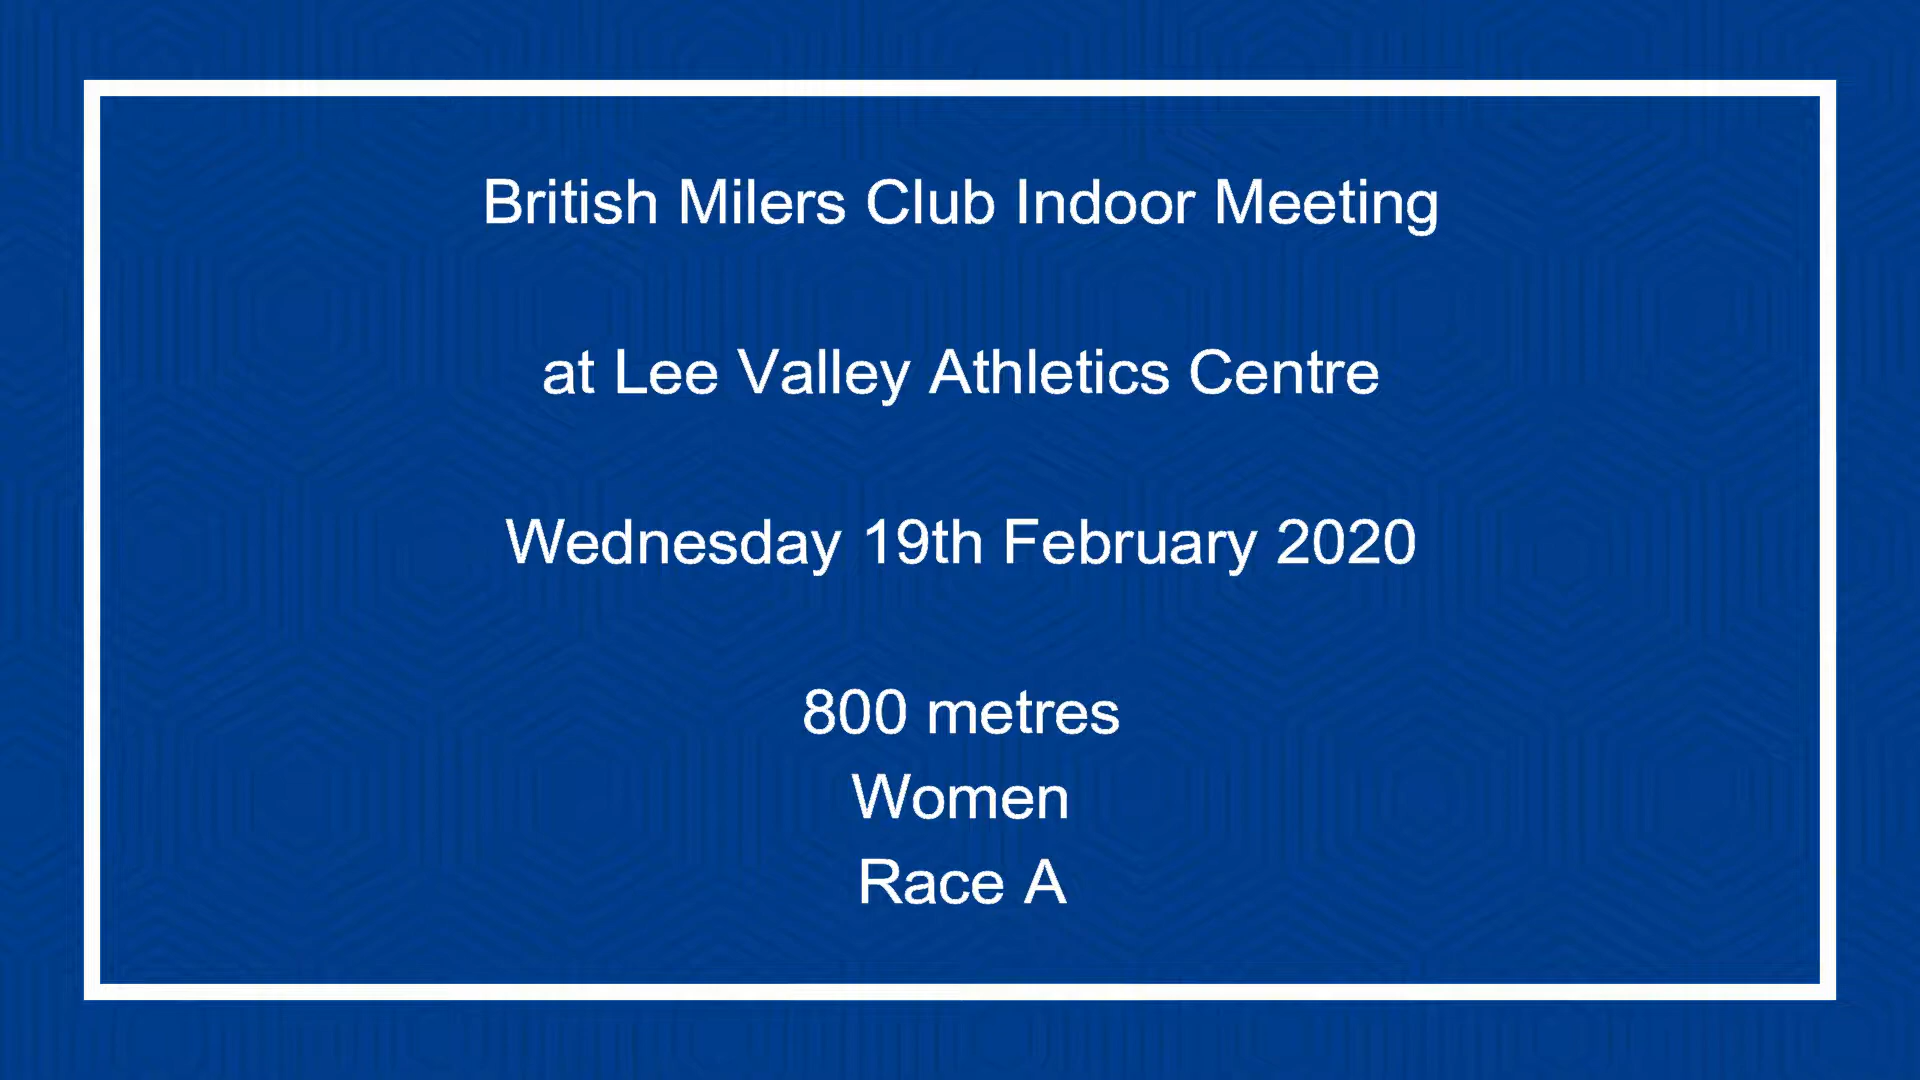 British Milers Club Indoor Meeting
at Lee Valley Athletics Centre
Wednesday 19th February 2020
800 metres
Women
Race A